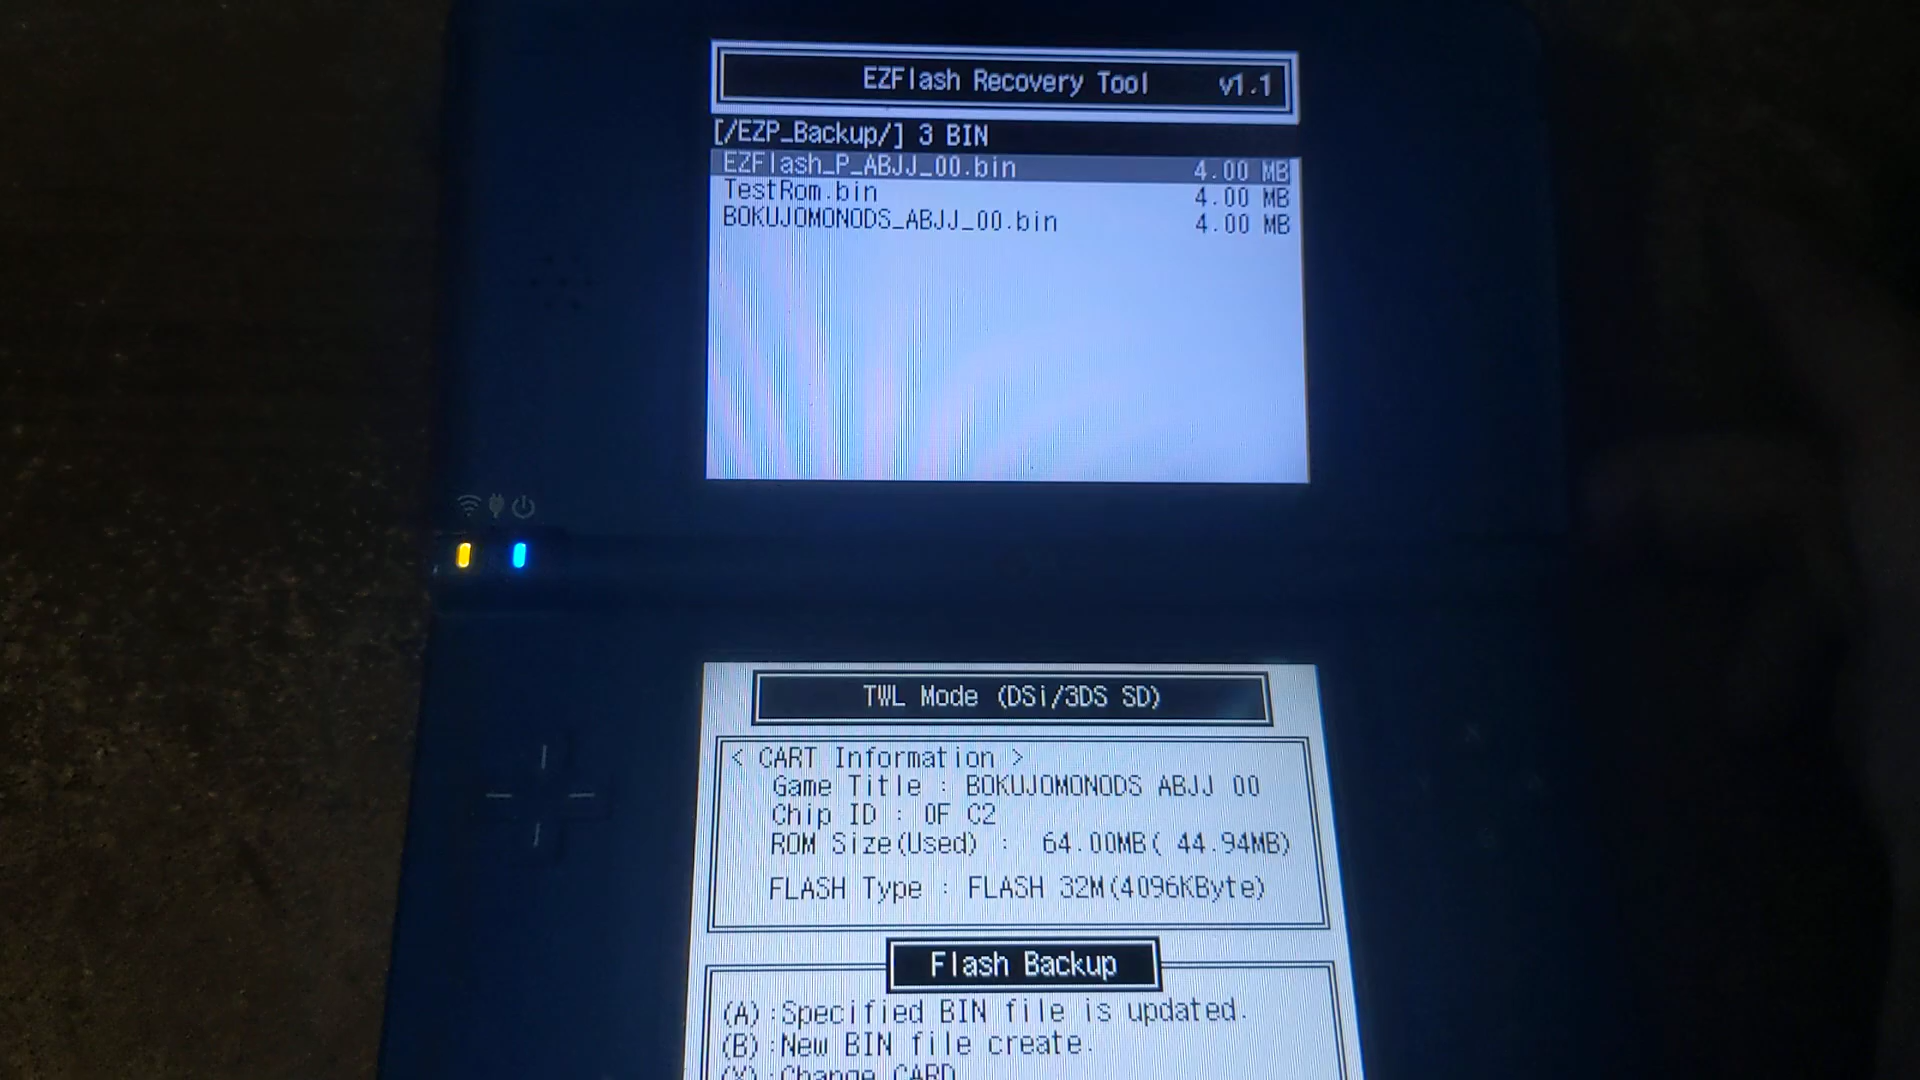 EZFlash Recovery Tool v1.1
[/EZP_Backup/] 3 BIN
EZFlash_P_ABJJ_00.bin 4.00 MB
TestRom.bin 4.00 MB
BOKUJOMONODS_ABJJ_00.bin 4.00 MB
TWL Mode (DSi/3DS SD)
< CART Information >
Game Title : BOKUJOMONODS ABJJ 00
Chip ID : 0F C2
ROM Size(Used) : 64.00MB( 44.94MB)
FLASH Type : FLASH 32M(4096KByte)
Flash Backup
(A):Specified BIN file is updated.
(B):New BIN file create.
(X):Change CARD